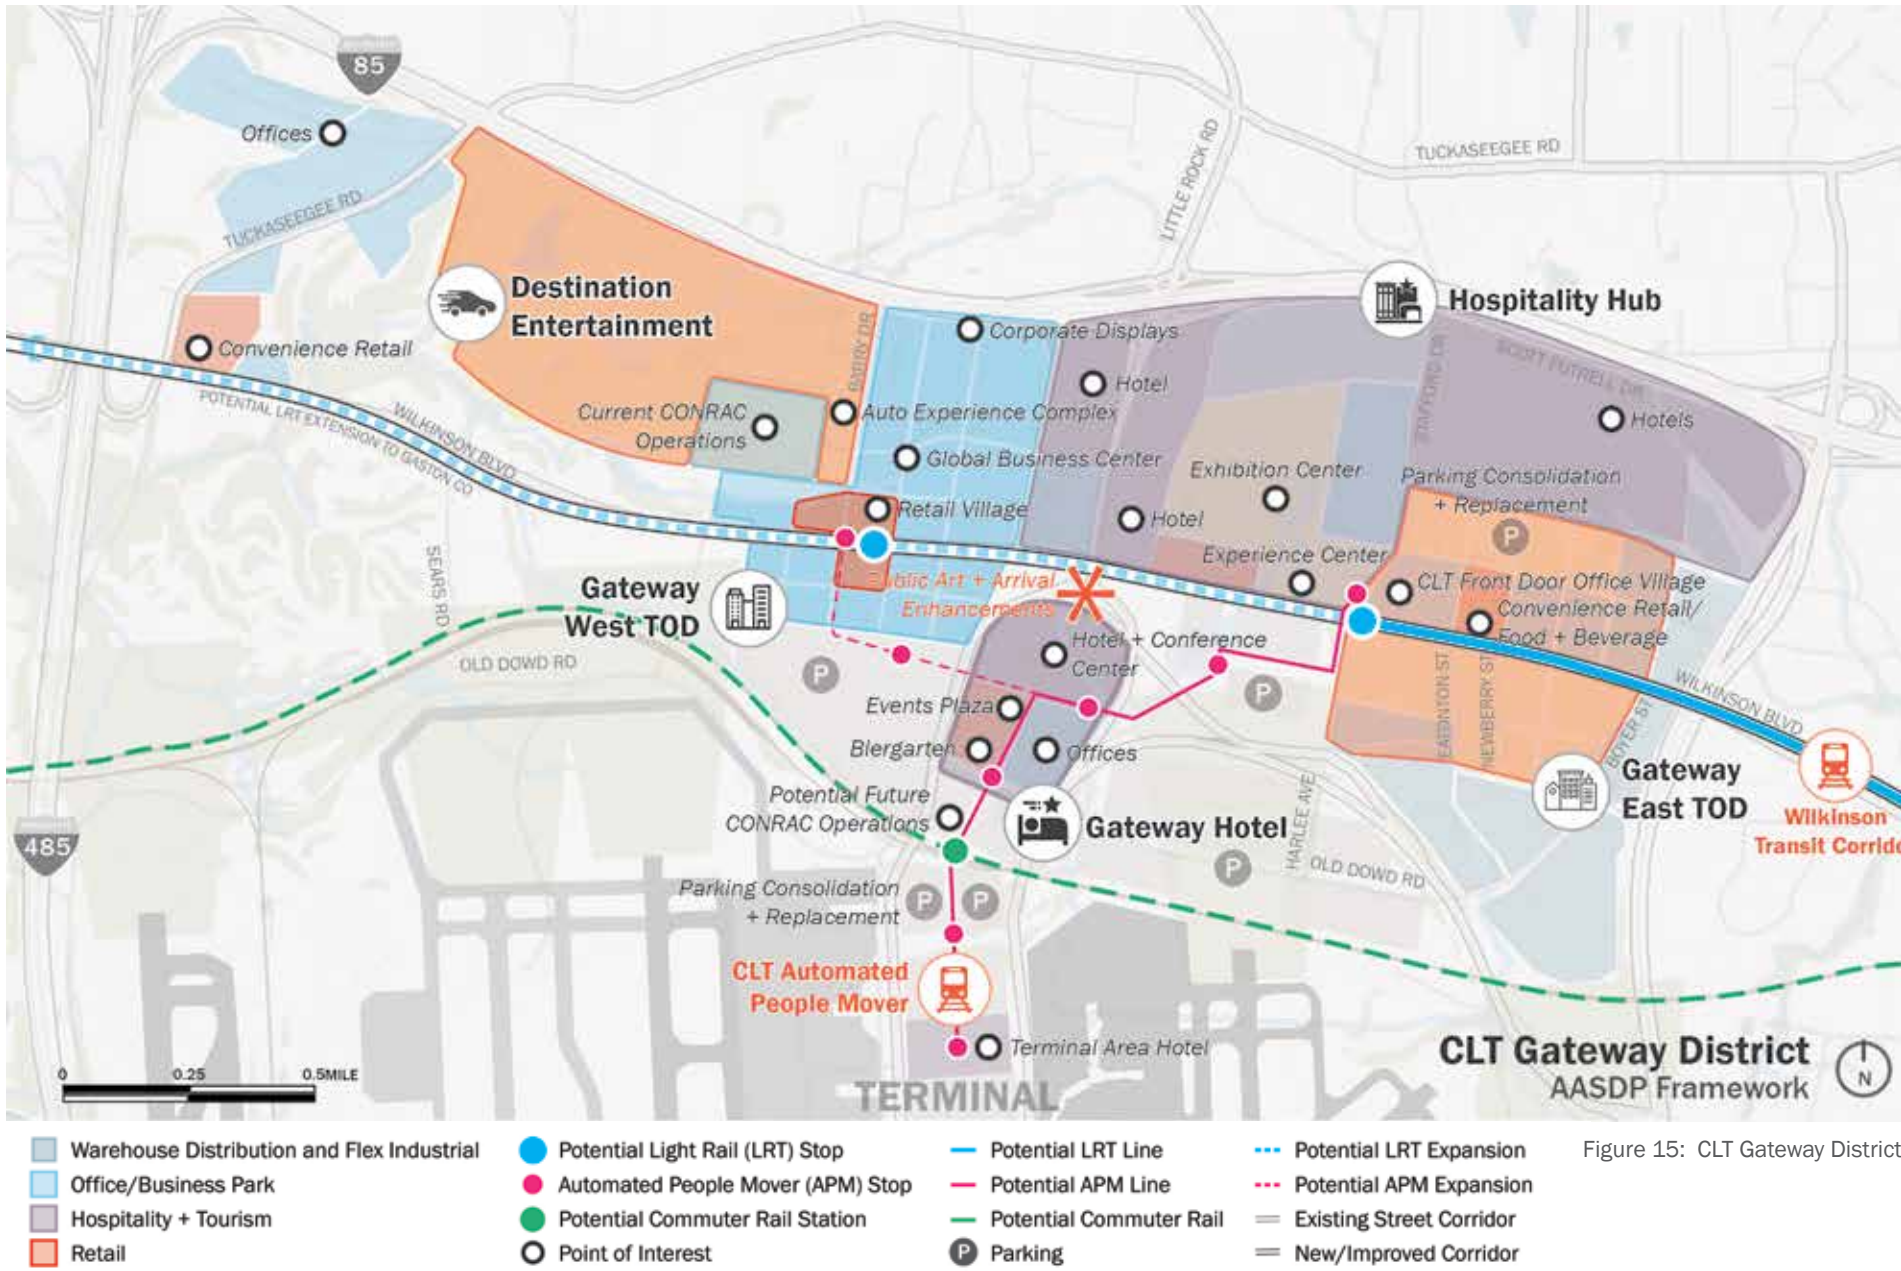 85
Offices
TUCKASEEGEE RD
LITTLE ROCK RD
TUCKASEEGEE RD
Destination
Entertainment
Hospitality Hub
Corporate Displays
Convenience Retail
Hotel
SCOTT FUTRELL DR
STAFFORD DR
Hotels
Current CONRAC
Operations
Auto Experience Complex
Global Business Center
WILKINSON BLVD
POTENTIAL LRT EXTENSION TO GASTON CO
Exhibition Center
Parking Consolidation
+ Replacement
P
Retail Village
Hotel
Experience Center
SEARS RD
Gateway
West TOD
Public Art + Arrival
Enhancements
CLT Front Door Office Village
Convenience Retail/
Food + Beverage
Hotel + Conference
Center
OLD DOWD RD
P
P
Events Plaza
EADINTON ST
NEWBERRY ST
BOYER ST
WILKINSON BLVD
Biergarten
Offices
Gateway
East TOD
Potential Future
CONRAC Operations
Gateway Hotel
HARLEE AVE
Wilkinson
Transit Corrido
485
P
OLD DOWD RD
Parking Consolidation
+ Replacement
P
P
CLT Automated
People Mover
Terminal Area Hotel
TERMINAL
0
0.25
0.5MILE
CLT Gateway District
AASDP Framework
N
Warehouse Distribution and Flex Industrial
Office/Business Park
Hospitality + Tourism
Retail
Potential Light Rail (LRT) Stop
Automated People Mover (APM) Stop
Potential Commuter Rail Station
Point of Interest
Potential LRT Line
Potential APM Line
Potential Commuter Rail
P Parking
Potential LRT Expansion
Potential APM Expansion
Existing Street Corridor
New/Improved Corridor
Figure 15: CLT Gateway District